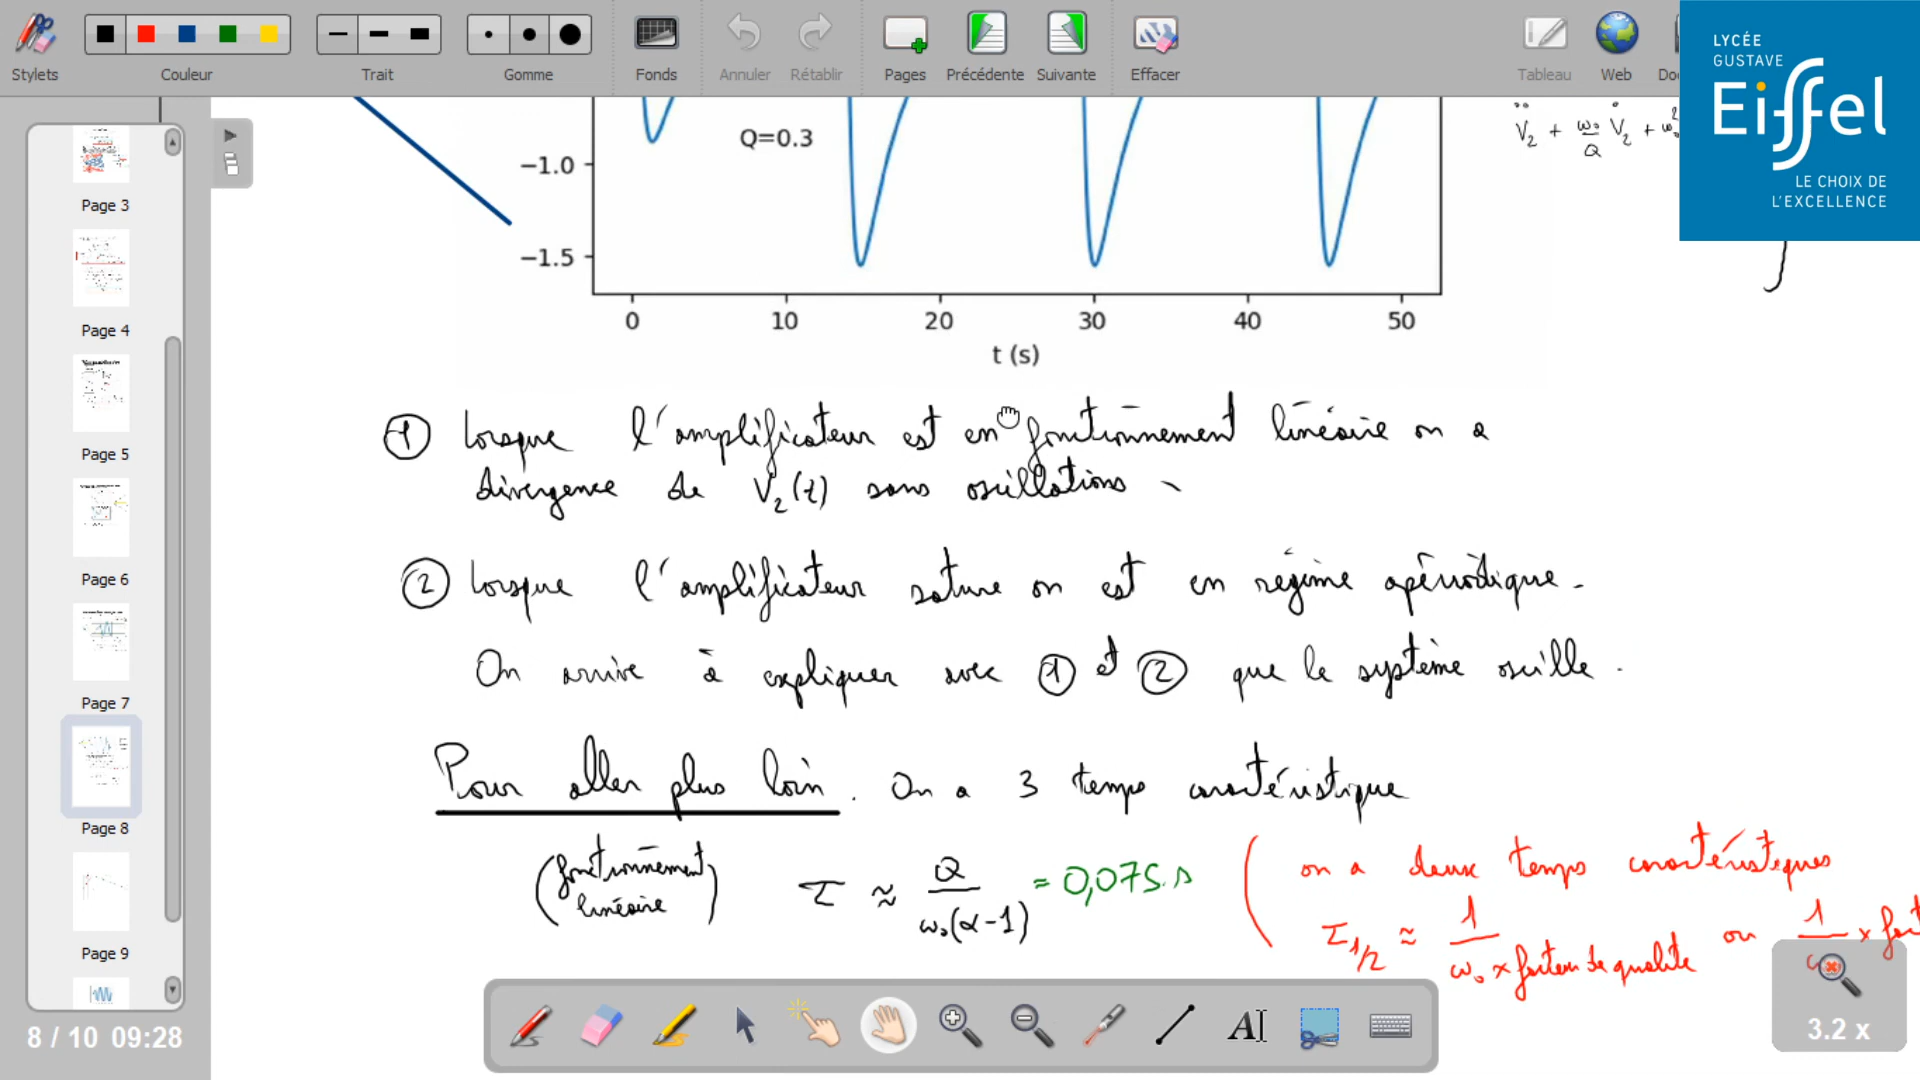 Stylets
Couleur
Trait
Gomme
Fonds
Annuler
Rétablir
Pages
Précédente
Suivante
Effacer
Tableau
Web
LYCÉE
GUSTAVE
Eiffel
LE CHOIX DE
L'EXCELLENCE
Page 3
Page 4
Page 5
Page 6
Page 7
Page 8
Page 9
8 / 10 09:28
Q=0.3
−1.0
−1.5
0 10 20 30 40 50
t (s)
V̈₂ + ω₀/Q V̇₂ + ω₀²
① Lorsque l'amplificateur est en fonctionnement linéaire on a
divergence de V₂(t) sans oscillations.
② Lorsque l'amplificateur sature on est en régime apériodique.
On arrive à expliquer avec ① et ② que le système oscille.
Pour aller plus loin. On a 3 temps caractéristique
(fonctionnement linéaire) τ ≈ Q/ω₀(α-1) = 0,075 s
(on a deux temps caractéristiques
τ₁/₂ ≈ 1/ω₀ × facteur de qualité ou
3.2 x